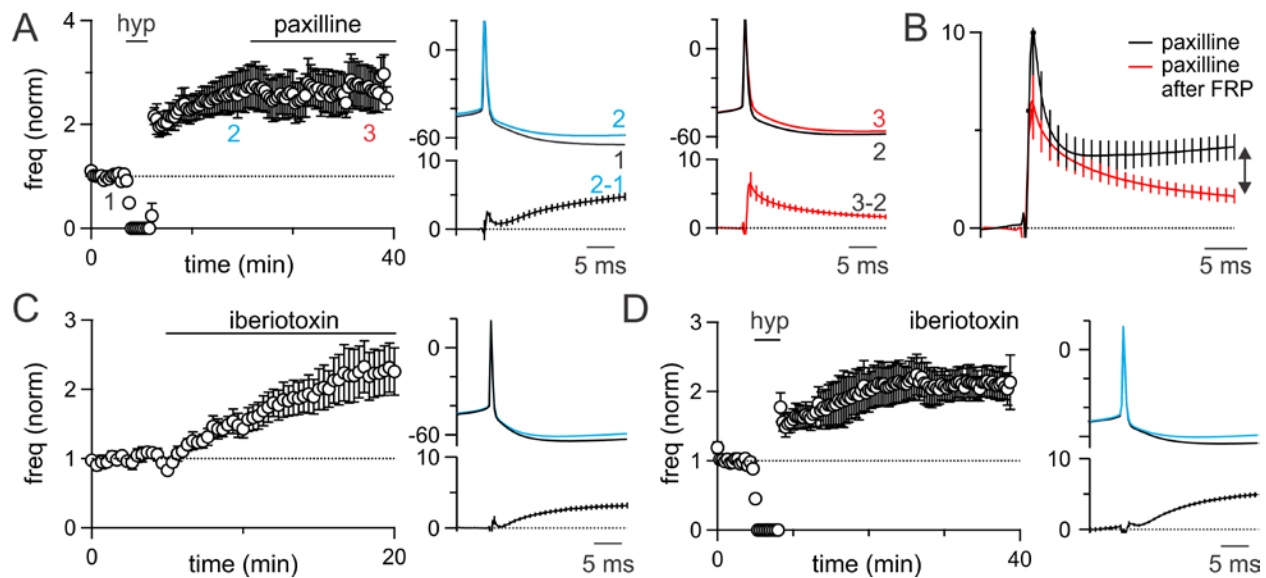 A
hyp
paxilline
4
2
0
freq (norm)
1
2
3
0
40
time (min)
0
-60
2
1
10
2-1
0
5 ms
0
-60
3
2
10
3-2
0
5 ms
B
10
0
paxilline
paxilline
after FRP
5 ms
C
iberiotoxin
3
2
1
0
freq (norm)
0
20
time (min)
0
-60
10
0
5 ms
D
hyp
iberiotoxin
3
2
1
0
freq (norm)
0
40
time (min)
10
0
5 ms